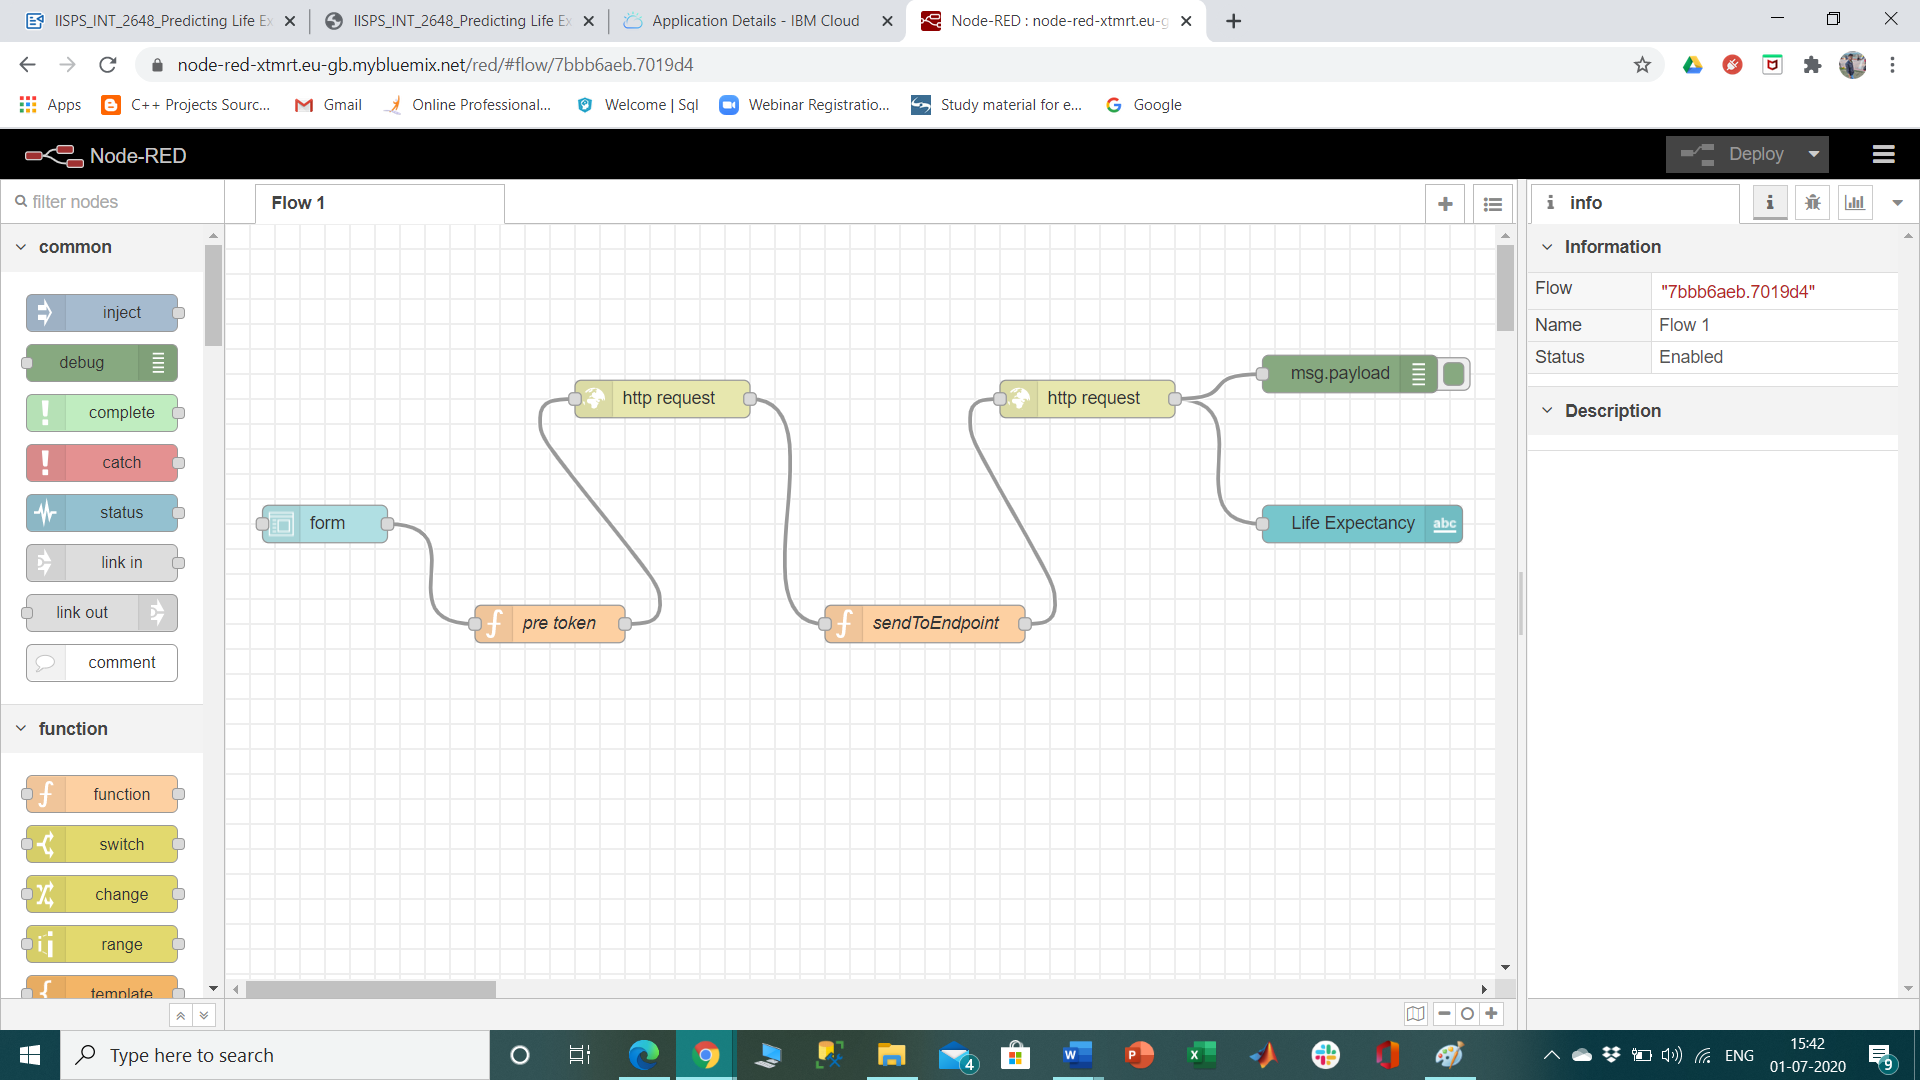 IISPS_INT_2648_Predicting Life Ex
IISPS_INT_2648_Predicting Life Ex
Application Details - IBM Cloud
Node-RED : node-red-xtmrt.eu-g
node-red-xtmrt.eu-gb.mybluemix.net/red/#flow/7bbb6aeb.7019d4
Apps
C++ Projects Sourc...
Gmail
Online Professional...
Welcome | Sql
Webinar Registratio...
Study material for e...
Google
Node-RED
Deploy
filter nodes
Flow 1
info
common
inject
debug
complete
catch
status
link in
link out
comment
function
function
switch
change
range
template
form
pre token
http request
sendToEndpoint
http request
msg.payload
Life Expectancy
abc
Information
Flow
"7bbb6aeb.7019d4"
Name
Flow 1
Status
Enabled
Description
Type here to search
4
ENG
15:42
01-07-2020
9